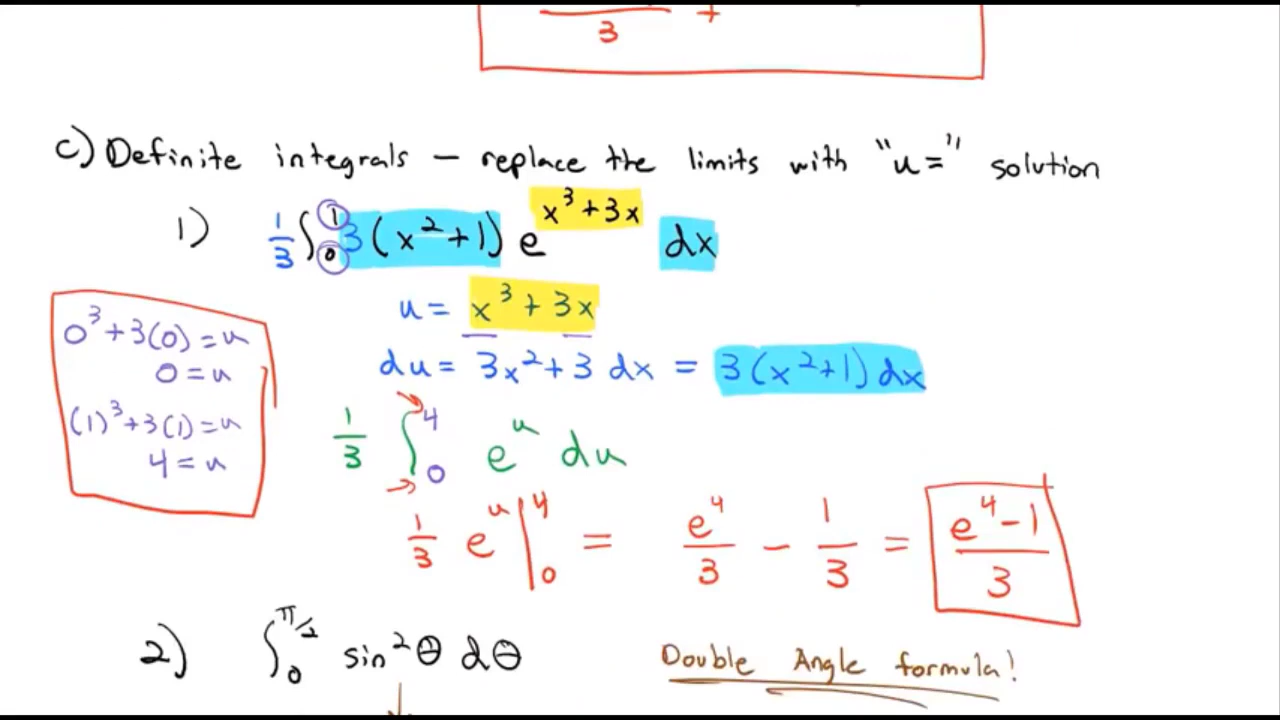 3 +
c) Definite integrals – replace the limits with "u=" solution
1) 1/3 ∫₀¹ 3(x²+1) e^(x³+3x) dx
u = x³+3x
du = 3x²+3 dx = 3(x²+1) dx
0³+3(0)=u
0=u
(1)³+3(1)=u
4=u
1/3 ∫₀⁴ e^u du
1/3 e^u |₀⁴ = e⁴/3 – 1/3 = (e⁴-1)/3
2) ∫₀^(π/2) sin²θ dθ Double Angle formula!